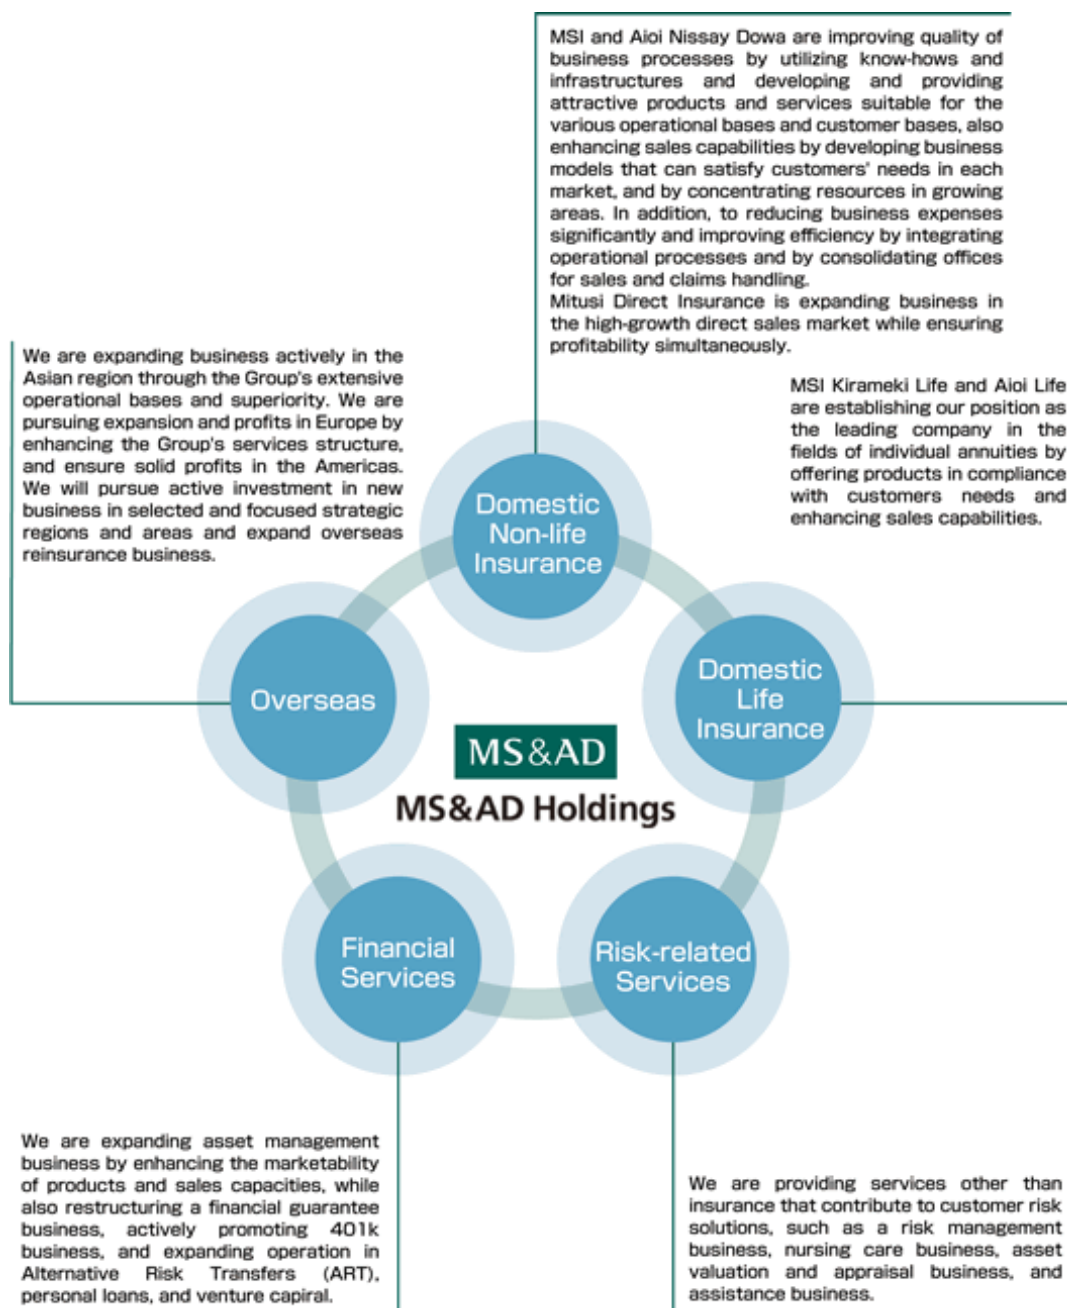 MSI and Aioi Nissay Dowa are improving quality of
business processes by utilizing know-hows and
infrastructures and developing and providing
attractive products and services suitable for the
various operational bases and customer bases, also
enhancing sales capabilities by developing business
models that can satisfy customers' needs in each
market, and by concentrating resources in growing
areas. In addition, to reducing business expenses
significantly and improving efficiency by integrating
operational processes and by consolidating offices
for sales and claims handling.
Mitusi Direct Insurance is expanding business in
the high-growth direct sales market while ensuring
profitability simultaneously.
We are expanding business actively in the
Asian region through the Group's extensive
operational bases and superiority. We are
pursuing expansion and profits in Europe by
enhancing the Group's services structure,
and ensure solid profits in the Americas.
We will pursue active investment in new
business in selected and focused strategic
regions and areas and expand overseas
reinsurance business.
MSI Kirameki Life and Aioi Life
are establishing our position as
the leading company in the
fields of individual annuities by
offering products in compliance
with customers needs and
enhancing sales capabilities.
Domestic
Non-life
Insurance
Overseas
Domestic
Life
Insurance
MS&AD
MS&AD Holdings
Financial
Services
Risk-related
Services
We are expanding asset management
business by enhancing the marketability
of products and sales capacities, while
also restructuring a financial guarantee
business, actively promoting 401k
business, and expanding operation in
Alternative Risk Transfers (ART),
personal loans, and venture capiral.
We are providing services other than
insurance that contribute to customer risk
solutions, such as a risk management
business, nursing care business, asset
valuation and appraisal business, and
assistance business.